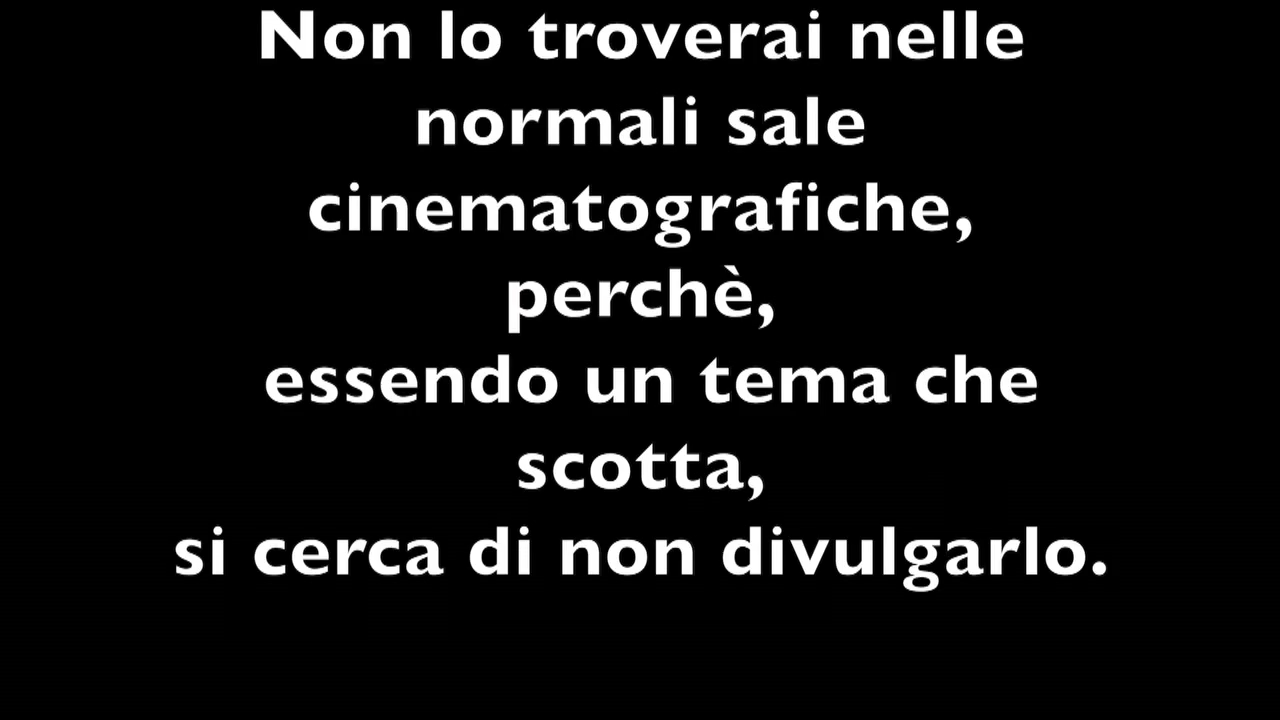 Non lo troverai nelle
normali sale
cinematografiche,
perchè,
essendo un tema che
scotta,
si cerca di non divulgarlo.